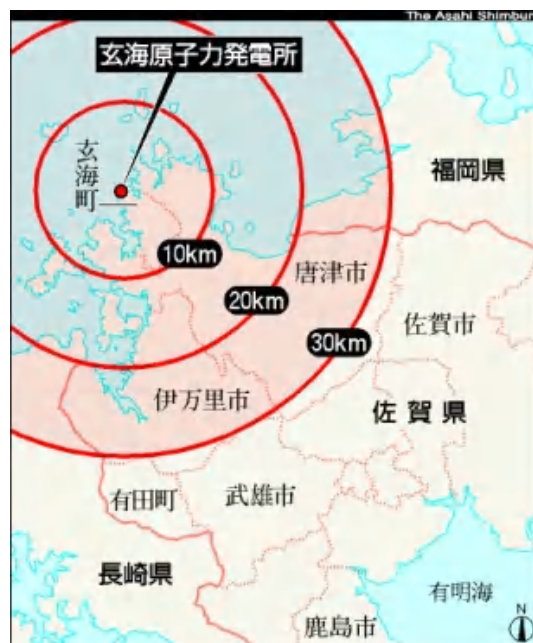 The Asahi Shimbun
玄海原子力発電所
福岡県
玄海町
10km
唐津市
20km
佐賀市
30km
伊万里市
佐賀県
有田町
武雄市
長崎県
有明海
鹿島市
N